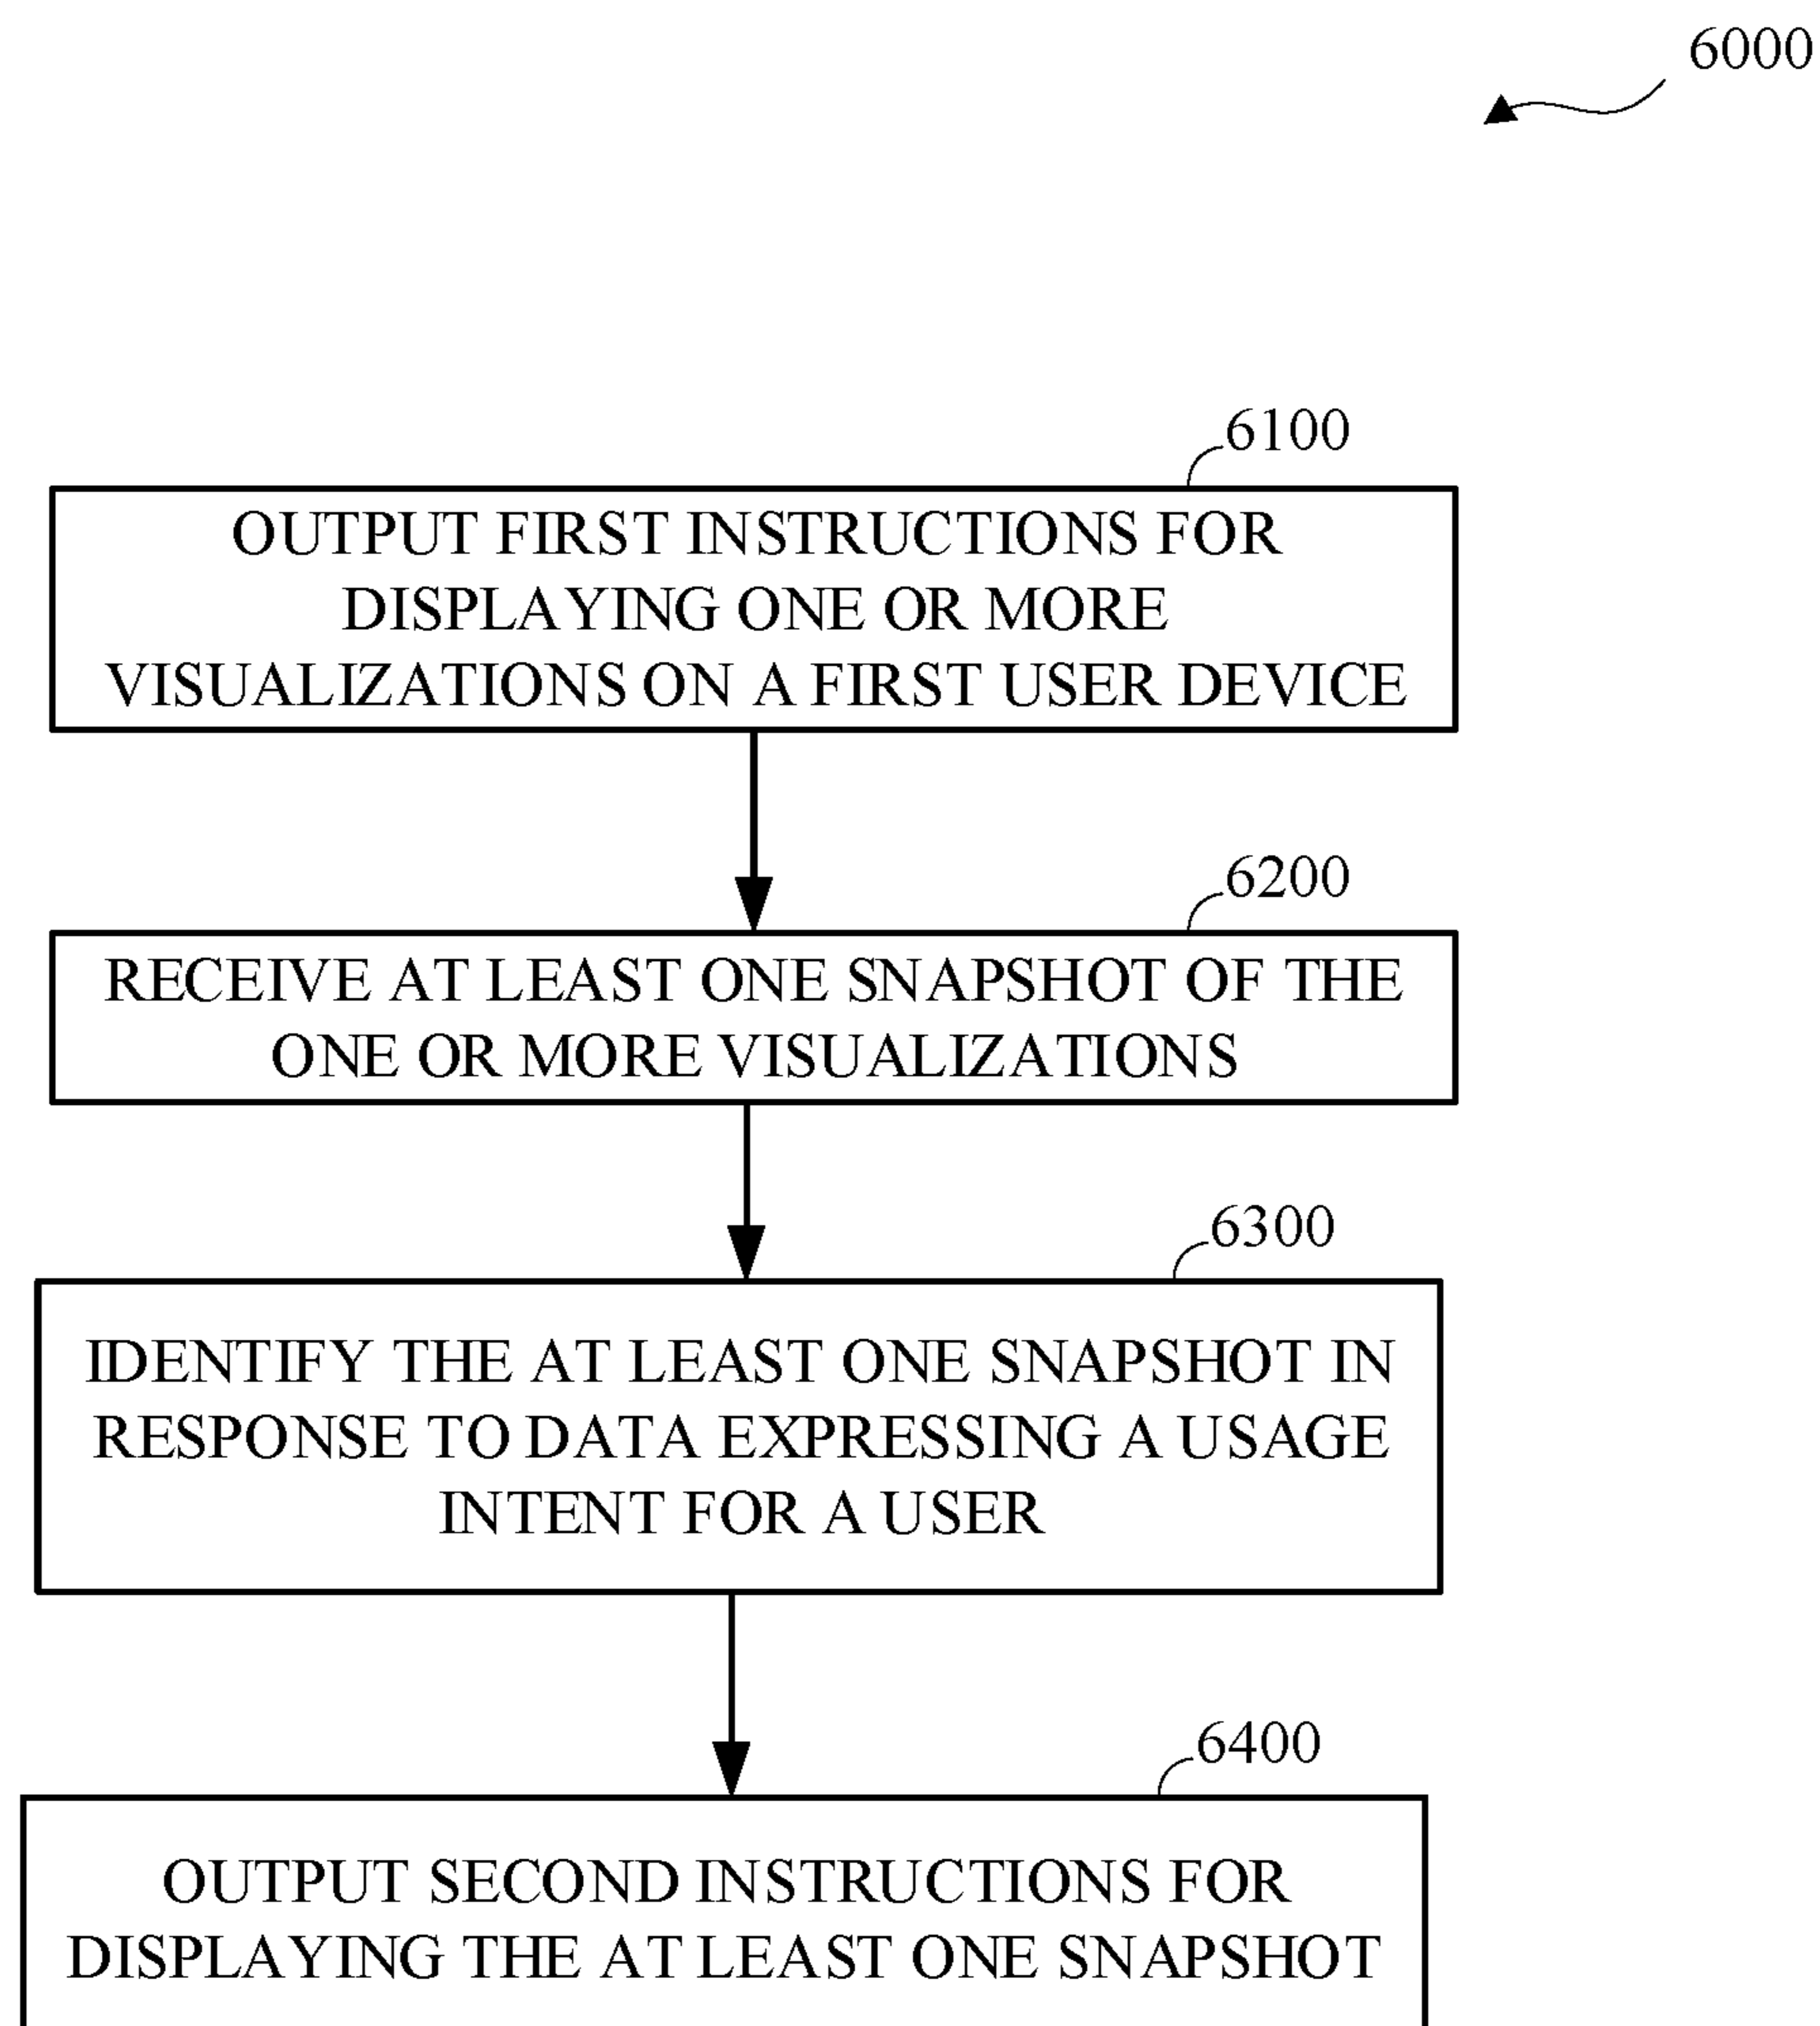 6000
6100
OUTPUT FIRST INSTRUCTIONS FOR
DISPLAYING ONE OR MORE
VISUALIZATIONS ON A FIRST USER DEVICE
6200
RECEIVE AT LEAST ONE SNAPSHOT OF THE
ONE OR MORE VISUALIZATIONS
6300
IDENTIFY THE AT LEAST ONE SNAPSHOT IN
RESPONSE TO DATA EXPRESSING A USAGE
INTENT FOR A USER
6400
OUTPUT SECOND INSTRUCTIONS FOR
DISPLAYING THE AT LEAST ONE SNAPSHOT